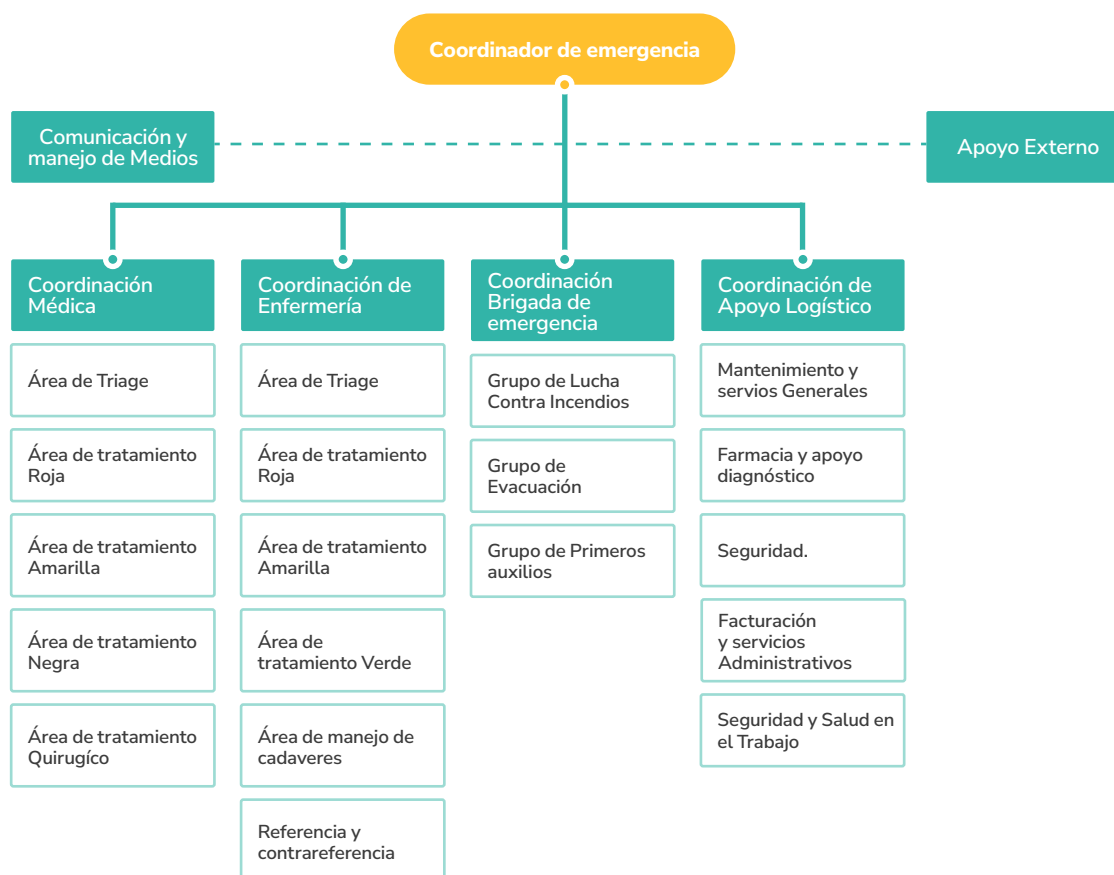 Coordinador de emergencia
Comunicación y
manejo de Medios
Apoyo Externo
Coordinación
Médica
Área de Triage
Área de tratamiento
Roja
Área de tratamiento
Amarilla
Área de tratamiento
Negra
Área de tratamiento
Quirugíco
Coordinación de
Enfermería
Área de Triage
Área de tratamiento
Roja
Área de tratamiento
Amarilla
Área de
tratamiento Verde
Área de manejo de
cadaveres
Referencia y
contrareferencia
Coordinación
Brigada de
emergencia
Grupo de Lucha
Contra Incendios
Grupo de
Evacuación
Grupo de Primeros
auxilios
Coordinación de
Apoyo Logístico
Mantenimiento y
servios Generales
Farmacia y apoyo
diagnóstico
Seguridad.
Facturación
y servicios
Administrativos
Seguridad y Salud en
el Trabajo